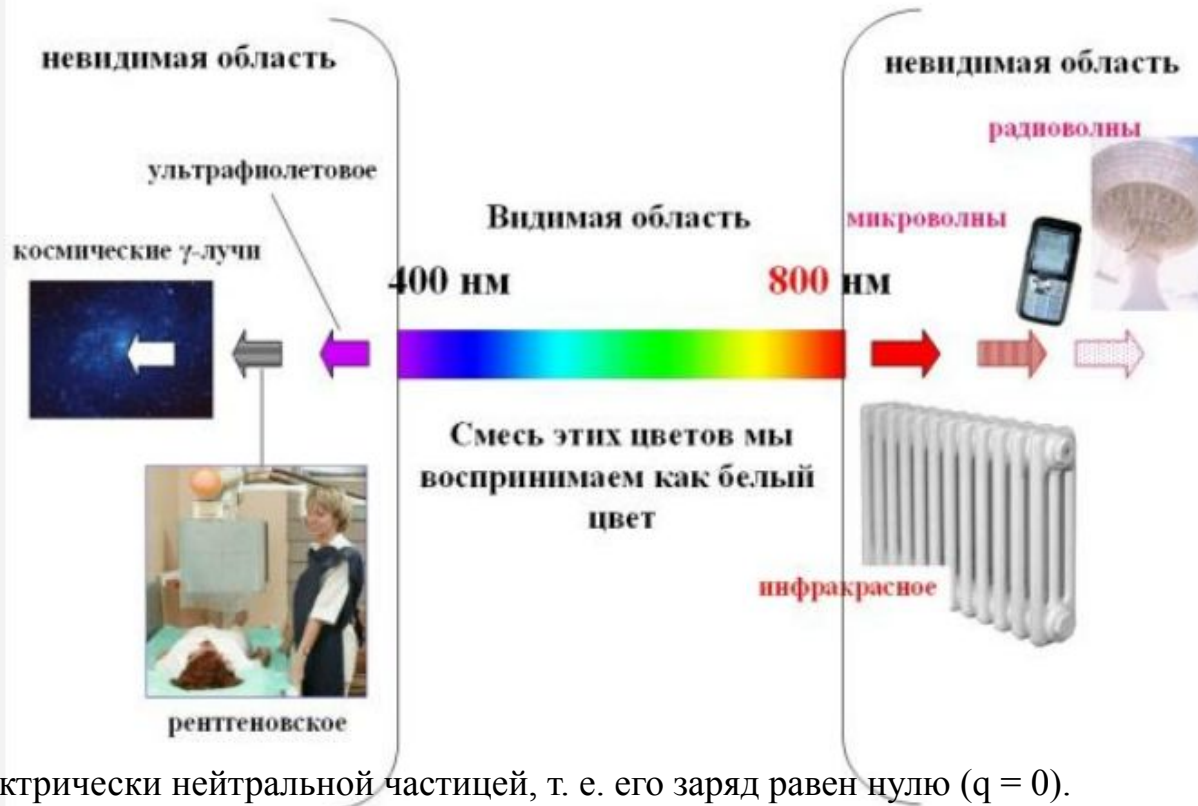 невидимая область
невидимая область
радиоволны
ультрафиолетовое
Видимая область
микроволны
космические γ-лучи
400 нм
800 нм
Смесь этих цветов мы
воспринимаем как белый
цвет
инфракрасное
рентгеновское
ктрически нейтральной частицей, т. е. его заряд равен нулю (q = 0).